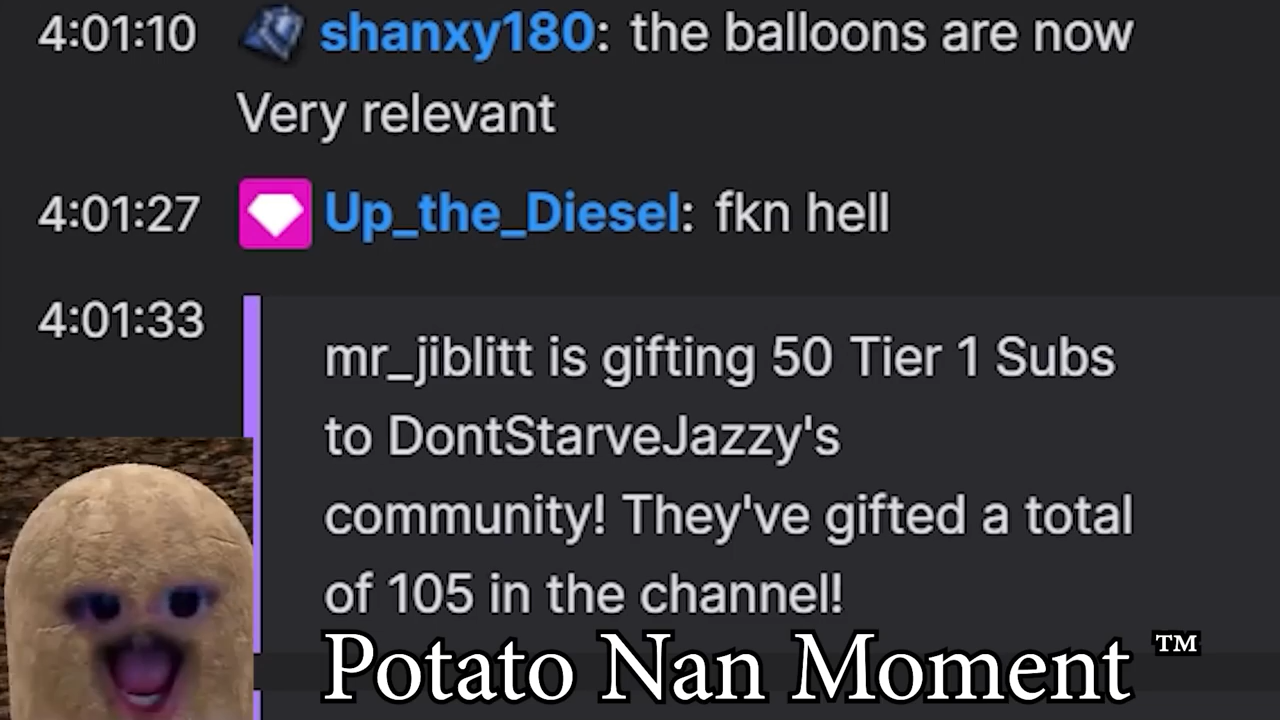 4:01:10 shanxy180: the balloons are now
Very relevant
4:01:27 Up_the_Diesel: fkn hell
4:01:33
mr_jiblitt is gifting 50 Tier 1 Subs
to DontStarveJazzy's
community! They've gifted a total
of 105 in the channel!
Potato Nan Moment ™